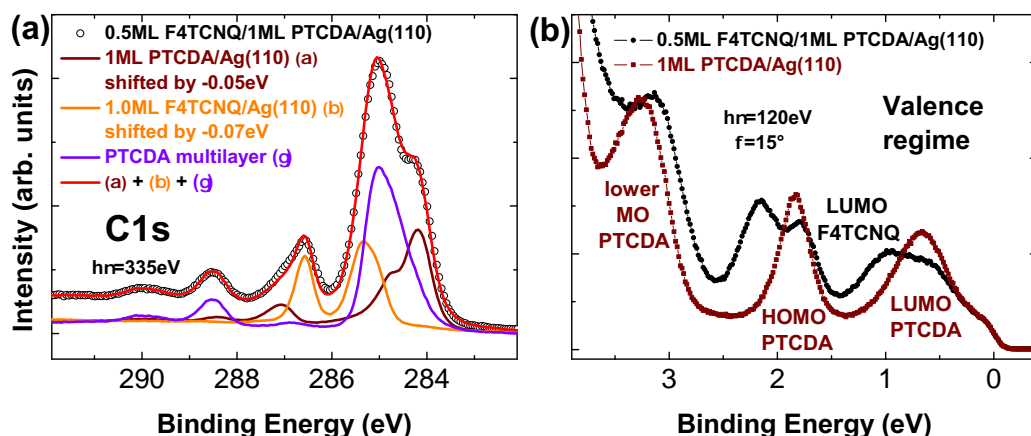 (a)
0.5ML F4TCNQ/1ML PTCDA/Ag(110)
1ML PTCDA/Ag(110) (a)
shifted by -0.05eV
1.0ML F4TCNQ/Ag(110) (b)
shifted by -0.07eV
PTCDA multilayer (g)
(a) + (b) + (g)
C1s
hn=335eV
Intensity (arb. units)
290 288 286 284
Binding Energy (eV)
(b)
0.5ML F4TCNQ/1ML PTCDA/Ag(110)
1ML PTCDA/Ag(110)
hn=120eV
f=15°
Valence
regime
lower
MO
PTCDA
LUMO
F4TCNQ
HOMO
PTCDA
LUMO
PTCDA
3 2 1 0
Binding Energy (eV)